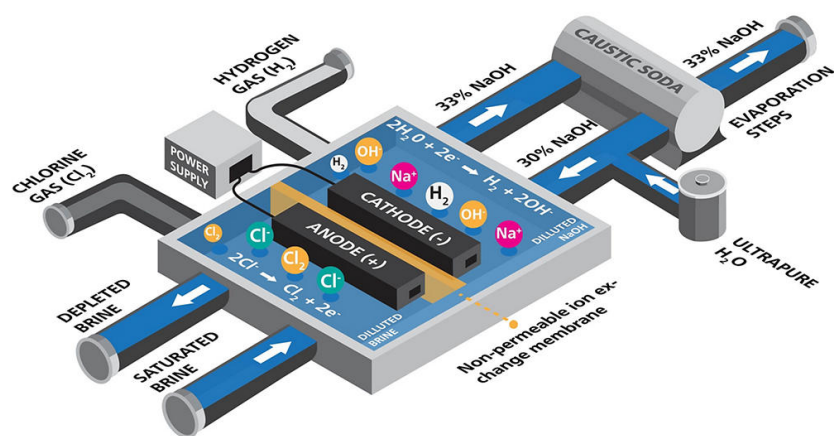 HYDROGEN
GAS (H₂)
33% NaOH
CAUSTIC SODA
33% NaOH
EVAPORATION
STEPS
30% NaOH
POWER
SUPPLY
CHLORINE
GAS (Cl₂)
2H₂0 + 2e⁻ → H₂ + 2OH⁻
H₂
OH⁻
Na⁺
H₂
OH⁻
Na⁺
CATHODE (-)
DILLUTED
NaOH
ANODE (+)
Cl₂
Cl⁻
Cl₂
Cl⁻
2Cl⁻ → Cl₂ + 2e⁻
DILLUTED
BRINE
ULTRAPURE
H₂O
Non-permeable ion ex-
change membrane
DEPLETED
BRINE
SATURATED
BRINE